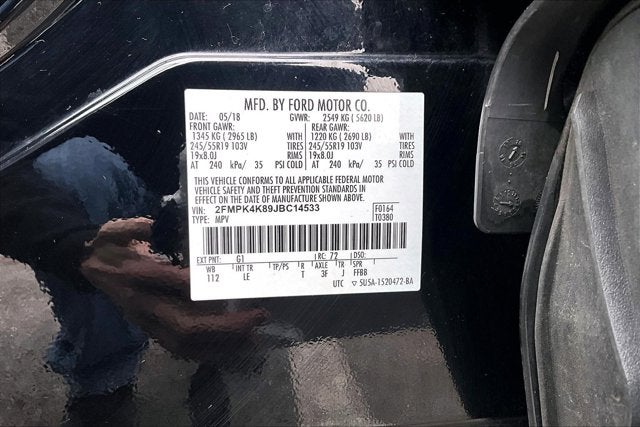 MFD. BY FORD MOTOR CO.
DATE: 05/18 GVWR: 2549 KG ( 5620 LB)
FRONT GAWR: REAR GAWR:
1345 KG ( 2965 LB) WITH 1220 KG ( 2690 LB) WITH
245/55R19 103V TIRES 245/55R19 103V TIRES
19x8.0J RIMS 19x8.0J RIMS
AT 240 kPa/ 35 PSI COLD AT 240 kPa/ 35 PSI COLD
THIS VEHICLE CONFORMS TO ALL APPLICABLE FEDERAL MOTOR
VEHICLE SAFETY AND THEFT PREVENTION STANDARDS IN
EFFECT ON THE DATE OF MANUFACTURE SHOWN ABOVE.
VIN: 2FMPK4K89JBC14533 F0164
TYPE: MPV T0380
EXT PNT: G1 RC: 72 DSO:
WB INT TR TP/PS R AXLE TR SPR
112 LE T 3F J FFBB
UTC ▽ 5U5A-1520472-BA